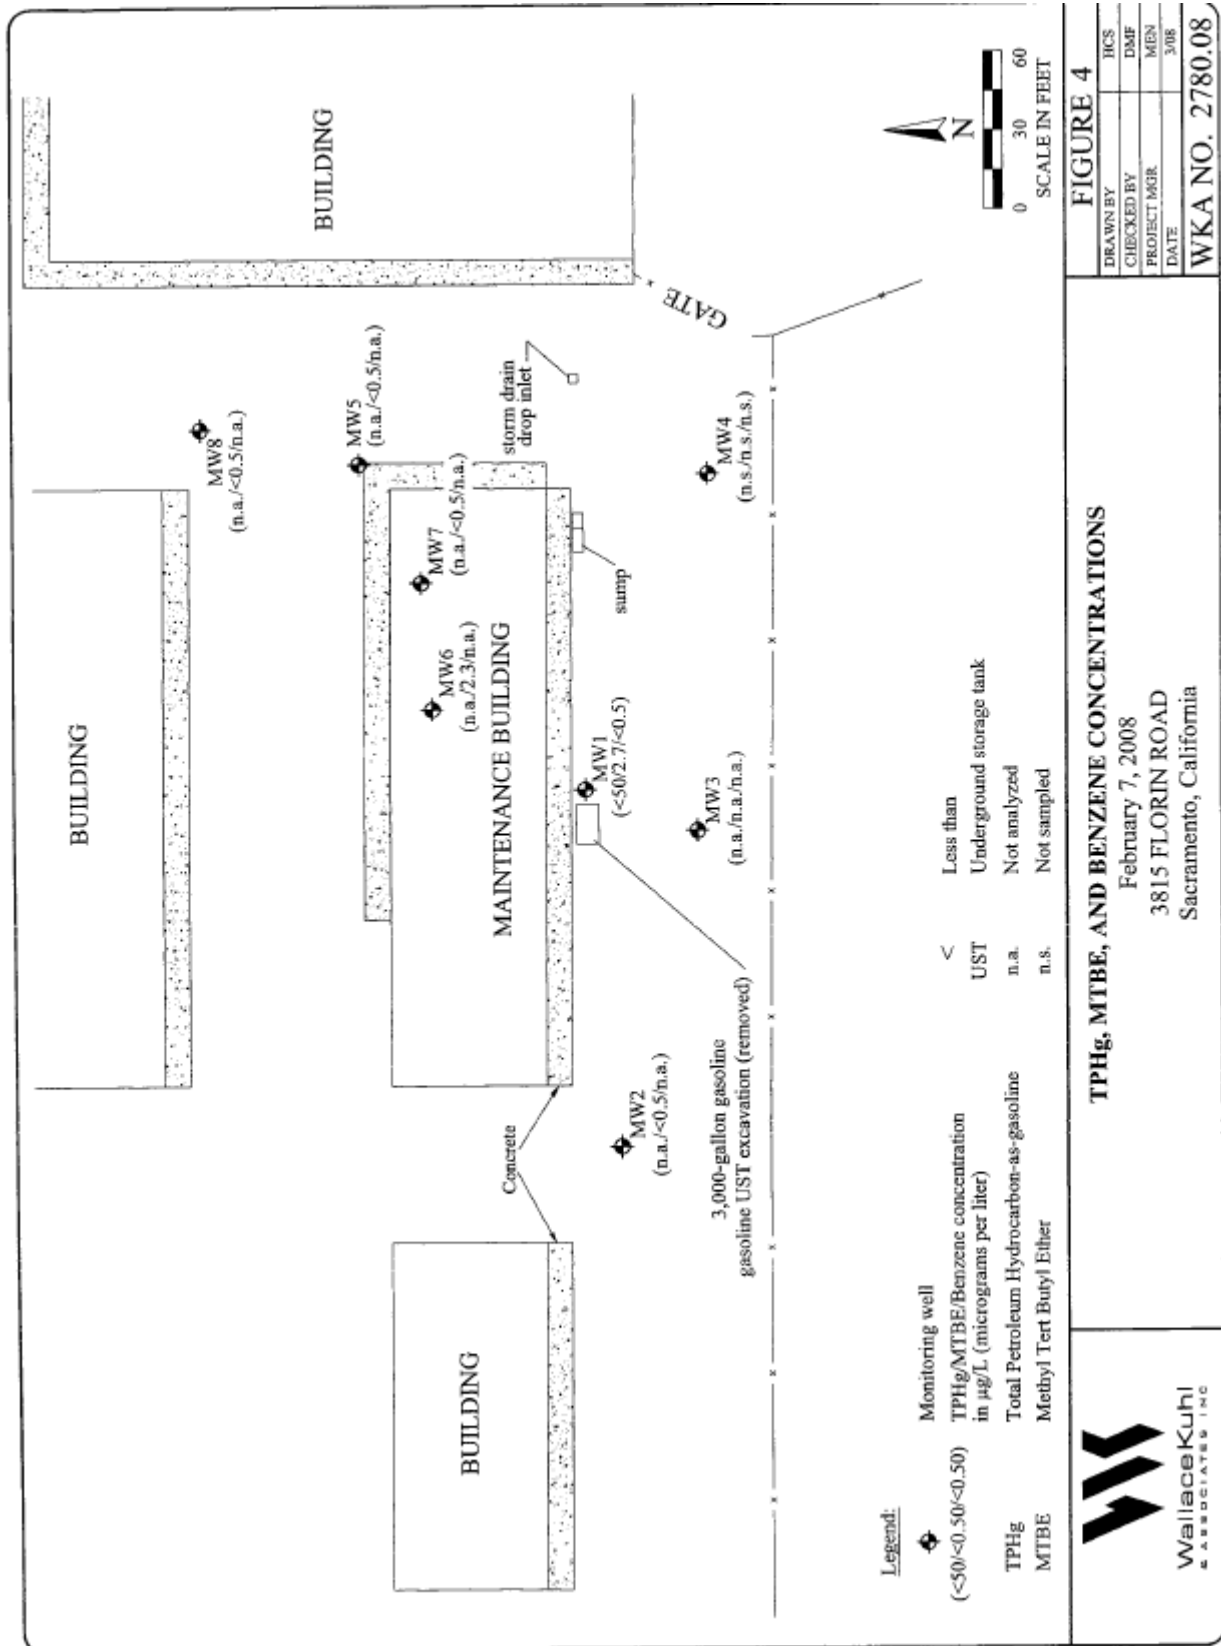 BUILDING
BUILDING
MW8
(n.a./<0.5/n.a.)
MW5
(n.a./<0.5/n.a.)
MW7
(n.a./<0.5/n.a.)
MW6
(n.a./2.3/n.a.)
MAINTENANCE BUILDING
storm drain
drop inlet
GATE
BUILDING
Concrete
sump
MW1
(<50/2.7/<0.5)
MW2
(n.a./<0.5/n.a.)
MW3
(n.a./n.a./n.a.)
MW4
(n.s./n.s./n.s.)
3,000-gallon gasoline
gasoline UST excavation (removed)
N
0 30 60
SCALE IN FEET
Legend:
Monitoring well
(<50/<0.50/<0.50) TPHg/MTBE/Benzene concentration
in µg/L (micrograms per liter)
TPHg Total Petroleum Hydrocarbon-as-gasoline
MTBE Methyl Tert Butyl Ether
< Less than
UST Underground storage tank
n.a. Not analyzed
n.s. Not sampled
WallaceKuhl
& ASSOCIATES INC
TPHg, MTBE, AND BENZENE CONCENTRATIONS
February 7, 2008
3815 FLORIN ROAD
Sacramento, California
FIGURE 4
DRAWN BY HCS
CHECKED BY DMF
PROJECT MGR MEN
DATE 3/08
WKA NO. 2780.08